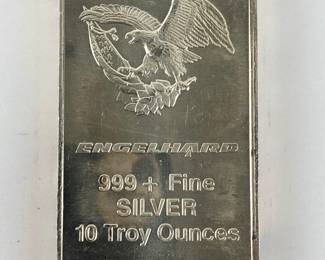 ENGELHARD
999 + Fine
SILVER
10 Troy Ounces